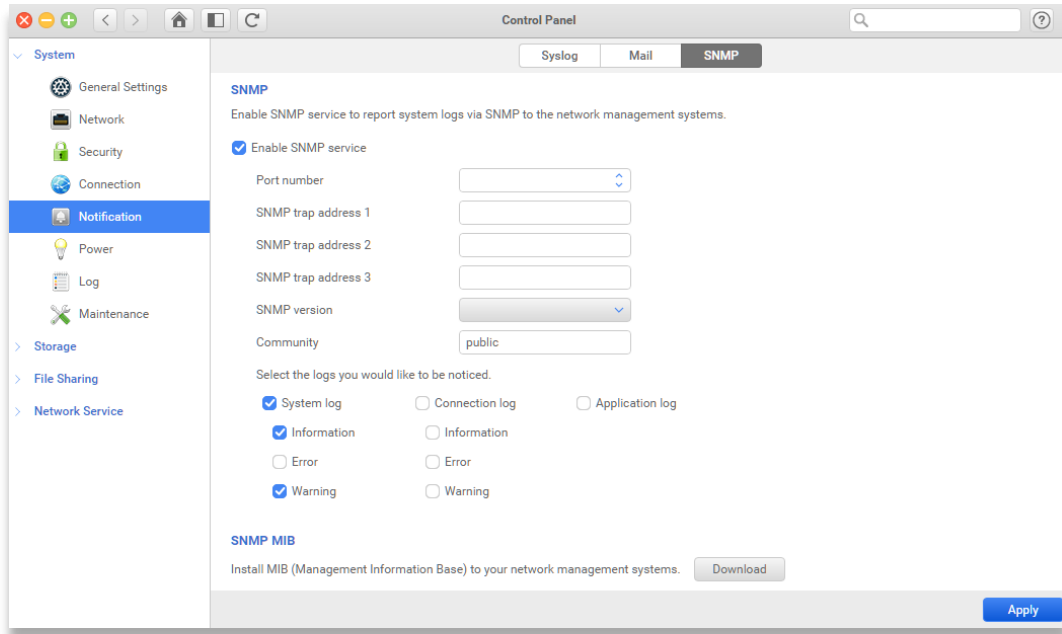 Control Panel
?
System
General Settings
Network
Security
Connection
Notification
Power
Log
Maintenance
Storage
File Sharing
Network Service
Syslog Mail SNMP
SNMP
Enable SNMP service to report system logs via SNMP to the network management systems.
Enable SNMP service
Port number
SNMP trap address 1
SNMP trap address 2
SNMP trap address 3
SNMP version
Community public
Select the logs you would like to be noticed.
System log Connection log Application log
Information Information
Error Error
Warning Warning
SNMP MIB
Install MIB (Management Information Base) to your network management systems. Download
Apply